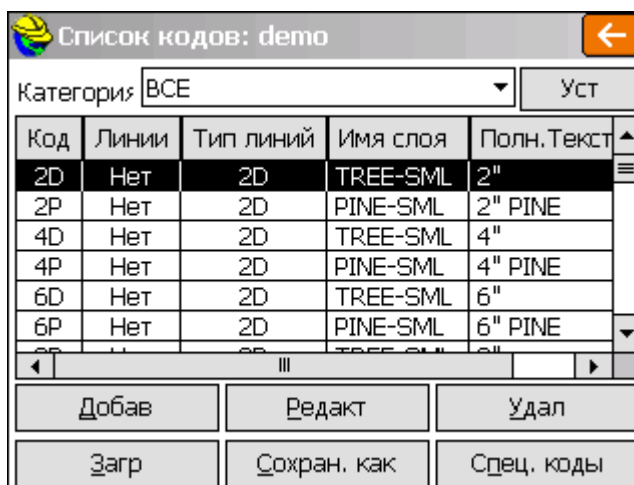 Список кодов: demo
Категория ВСЕ Уст
Код Линии Тип линий Имя слоя Полн.Текст
2D Нет 2D TREE-SML 2"
2P Нет 2D PINE-SML 2" PINE
4D Нет 2D TREE-SML 4"
4P Нет 2D PINE-SML 4" PINE
6D Нет 2D TREE-SML 6"
6P Нет 2D PINE-SML 6" PINE
Добав Редакт Удал
Загр Сохран. как Спец. коды